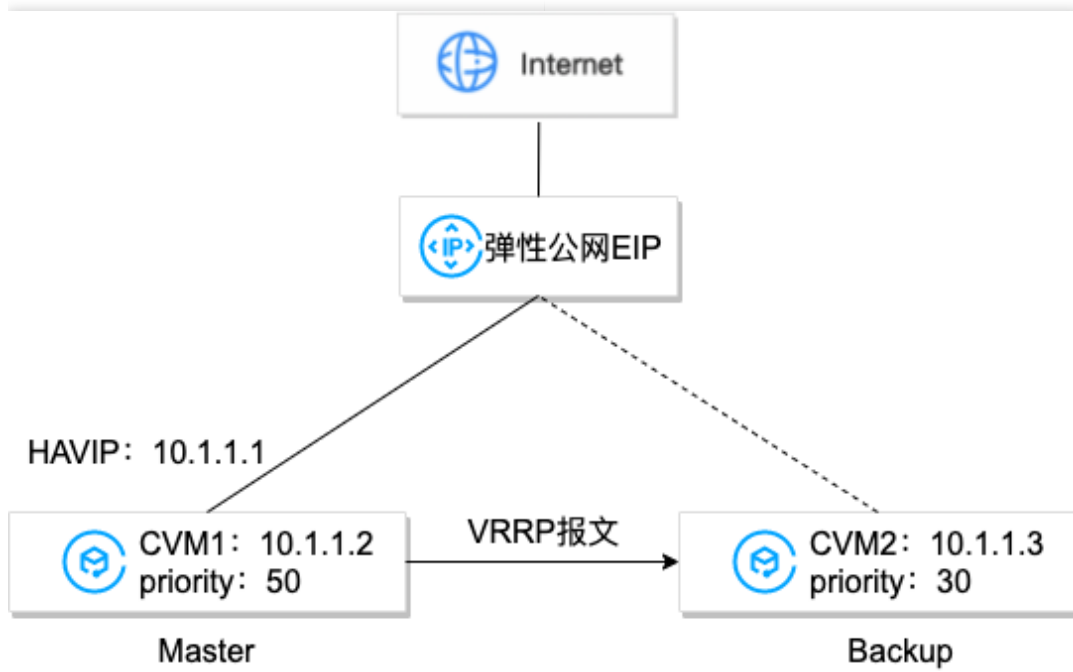 Internet
IP
弹性公网EIP
HAVIP：10.1.1.1
CVM1：10.1.1.2
priority：50
VRRP报文
CVM2：10.1.1.3
priority：30
Master
Backup